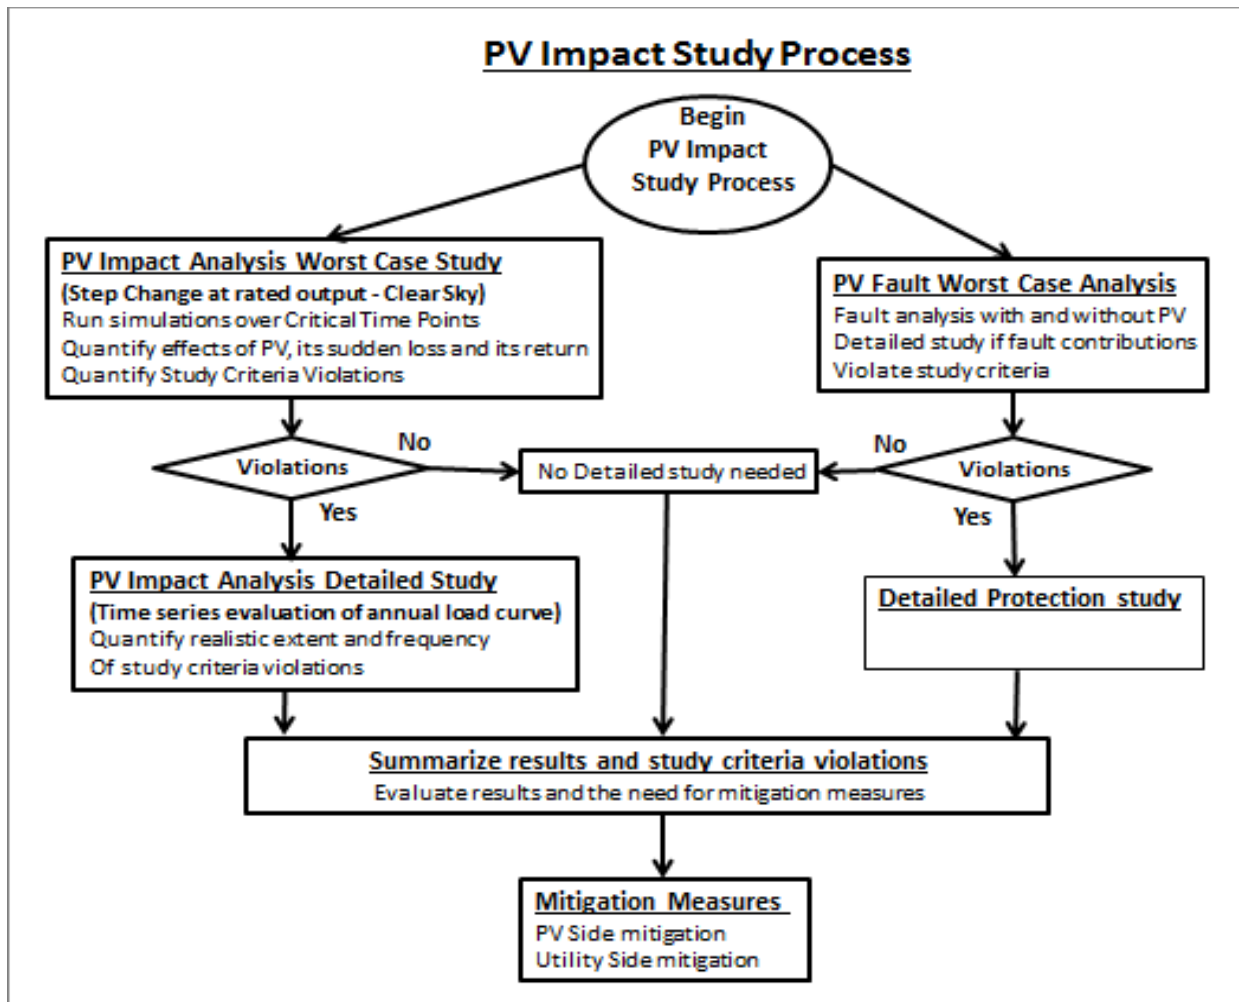 PV Impact Study Process
Begin
PV Impact
Study Process
PV Impact Analysis Worst Case Study
(Step Change at rated output - Clear Sky)
Run simulations over Critical Time Points
Quantify effects of PV, its sudden loss and its return
Quantify Study Criteria Violations
PV Fault Worst Case Analysis
Fault analysis with and without PV
Detailed study if fault contributions
Violate study criteria
Violations
No
No Detailed study needed
No
Violations
Yes
Yes
PV Impact Analysis Detailed Study
(Time series evaluation of annual load curve)
Quantify realistic extent and frequency
Of study criteria violations
Detailed Protection study
Summarize results and study criteria violations
Evaluate results and the need for mitigation measures
Mitigation Measures
PV Side mitigation
Utility Side mitigation